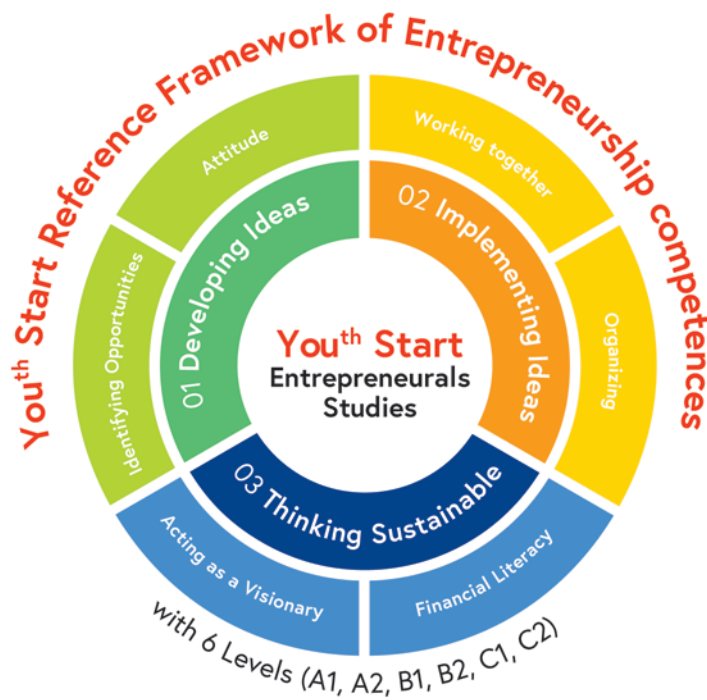 Youth Start Reference Framework of Entrepreneurship competences
Attitude
Working together
01 Developing Ideas
02 Implementing Ideas
Identifying Opportunities
Organizing
Youth Start
Entrepreneurals
Studies
03 Thinking Sustainable
Acting as a Visionary
Financial Literacy
with 6 Levels (A1, A2, B1, B2, C1, C2)